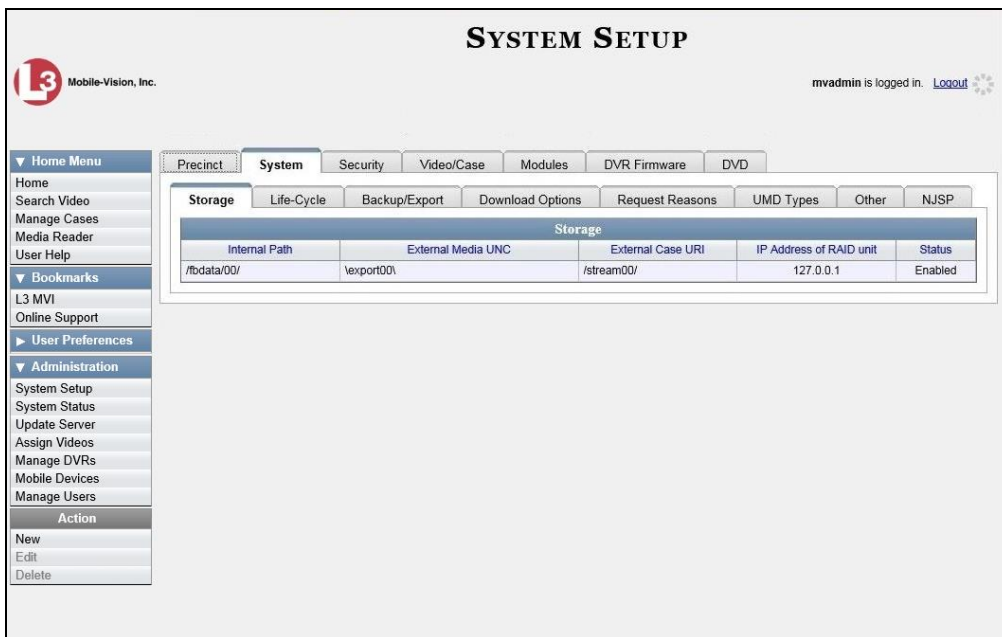 SYSTEM SETUP
L3 Mobile-Vision, Inc.
mvadmin is logged in. Logout
▼ Home Menu
Home
Search Video
Manage Cases
Media Reader
User Help
▼ Bookmarks
L3 MVI
Online Support
► User Preferences
▼ Administration
System Setup
System Status
Update Server
Assign Videos
Manage DVRs
Mobile Devices
Manage Users
Action
New
Edit
Delete
Precinct System Security Video/Case Modules DVR Firmware DVD
Storage Life-Cycle Backup/Export Download Options Request Reasons UMD Types Other NJSP
Storage
Internal Path External Media UNC External Case URI IP Address of RAID unit Status
/fbdata/00/ \export00\ /stream00/ 127.0.0.1 Enabled